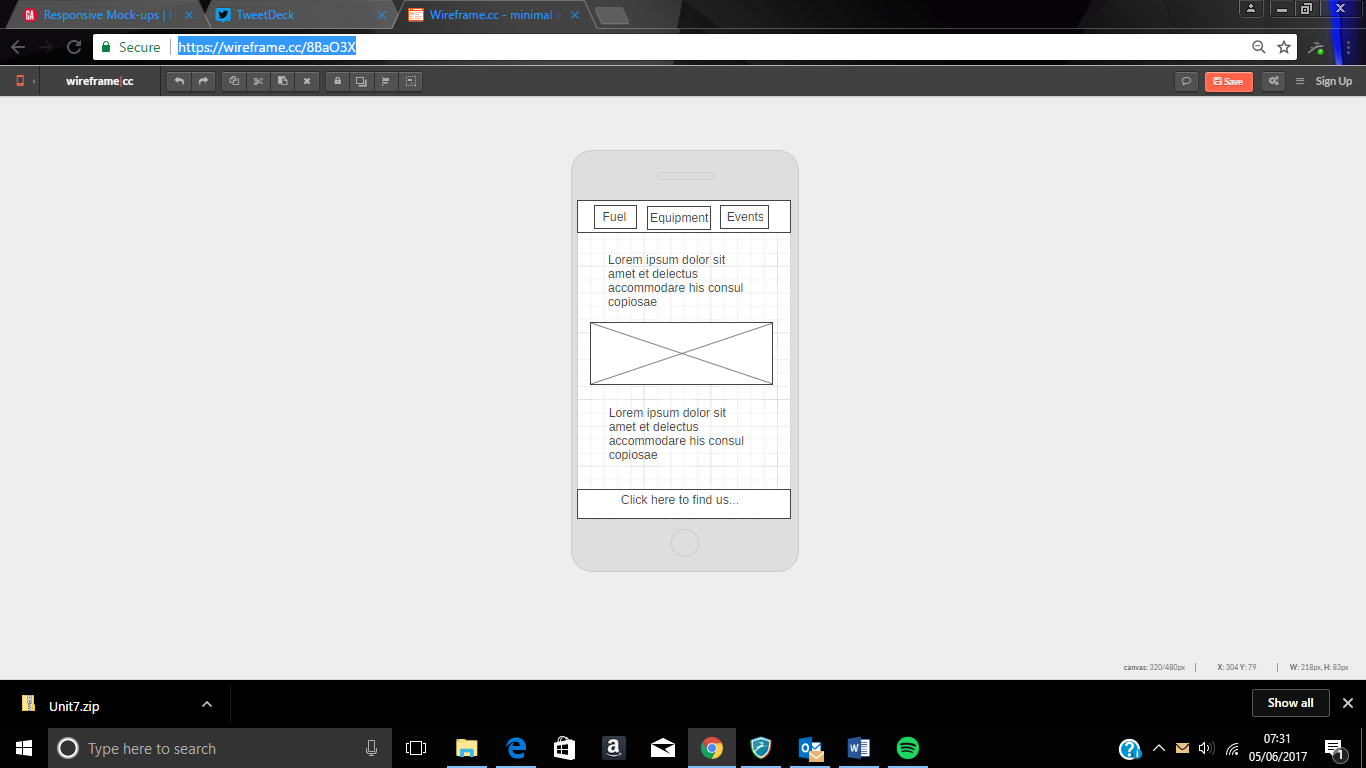 GA Responsive Mock-ups | H
TweetDeck
Wireframe.cc - minimal w
Secure https://wireframe.cc/8BaO3X
wireframe|cc
Save
Sign Up
Fuel Equipment Events
Lorem ipsum dolor sit
amet et delectus
accommodare his consul
copiosae
Lorem ipsum dolor sit
amet et delectus
accommodare his consul
copiosae
Click here to find us...
canvas: 320/480px | X: 304 Y: 79 | W: 218px, H: 83px
Unit7.zip
Show all
Type here to search
07:31
05/06/2017
1